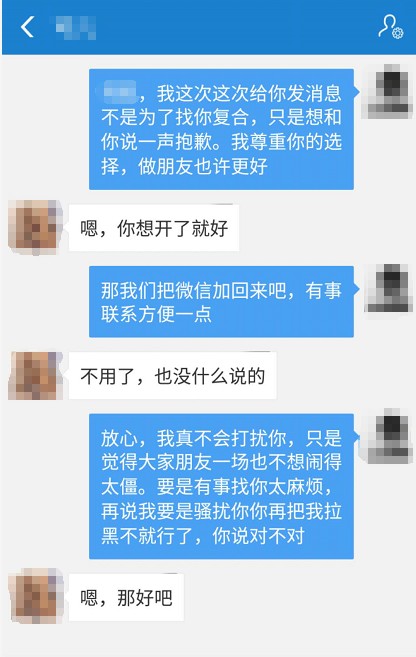 ，我这次这次给你发消息
不是为了找你复合，只是想和
你说一声抱歉。我尊重你的选
择，做朋友也许更好
嗯，你想开了就好
那我们把微信加回来吧，有事
联系方便一点
不用了，也没什么说的
放心，我真不会打扰你，只是
觉得大家朋友一场也不想闹得
太僵。要是有事找你太麻烦，
再说我要是骚扰你你再把我拉
黑不就行了，你说对不对
嗯，那好吧